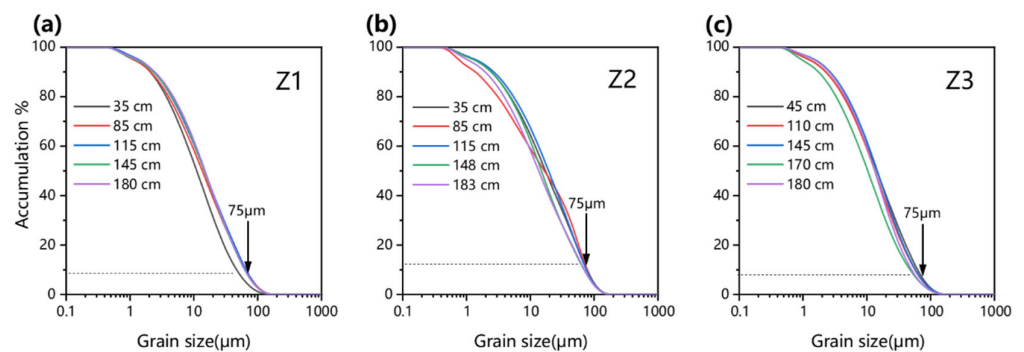 (a)
Z1
Accumulation %
100
80
60
40
20
0
35 cm
85 cm
115 cm
145 cm
180 cm
75μm
0.1 1 10 100 1000
Grain size(μm)
(b)
Z2
100
80
60
40
20
0
35 cm
85 cm
115 cm
148 cm
183 cm
75μm
0.1 1 10 100 1000
Grain size(μm)
(c)
Z3
100
80
60
40
20
0
45 cm
110 cm
145 cm
170 cm
180 cm
75μm
0.1 1 10 100 1000
Grain size(μm)